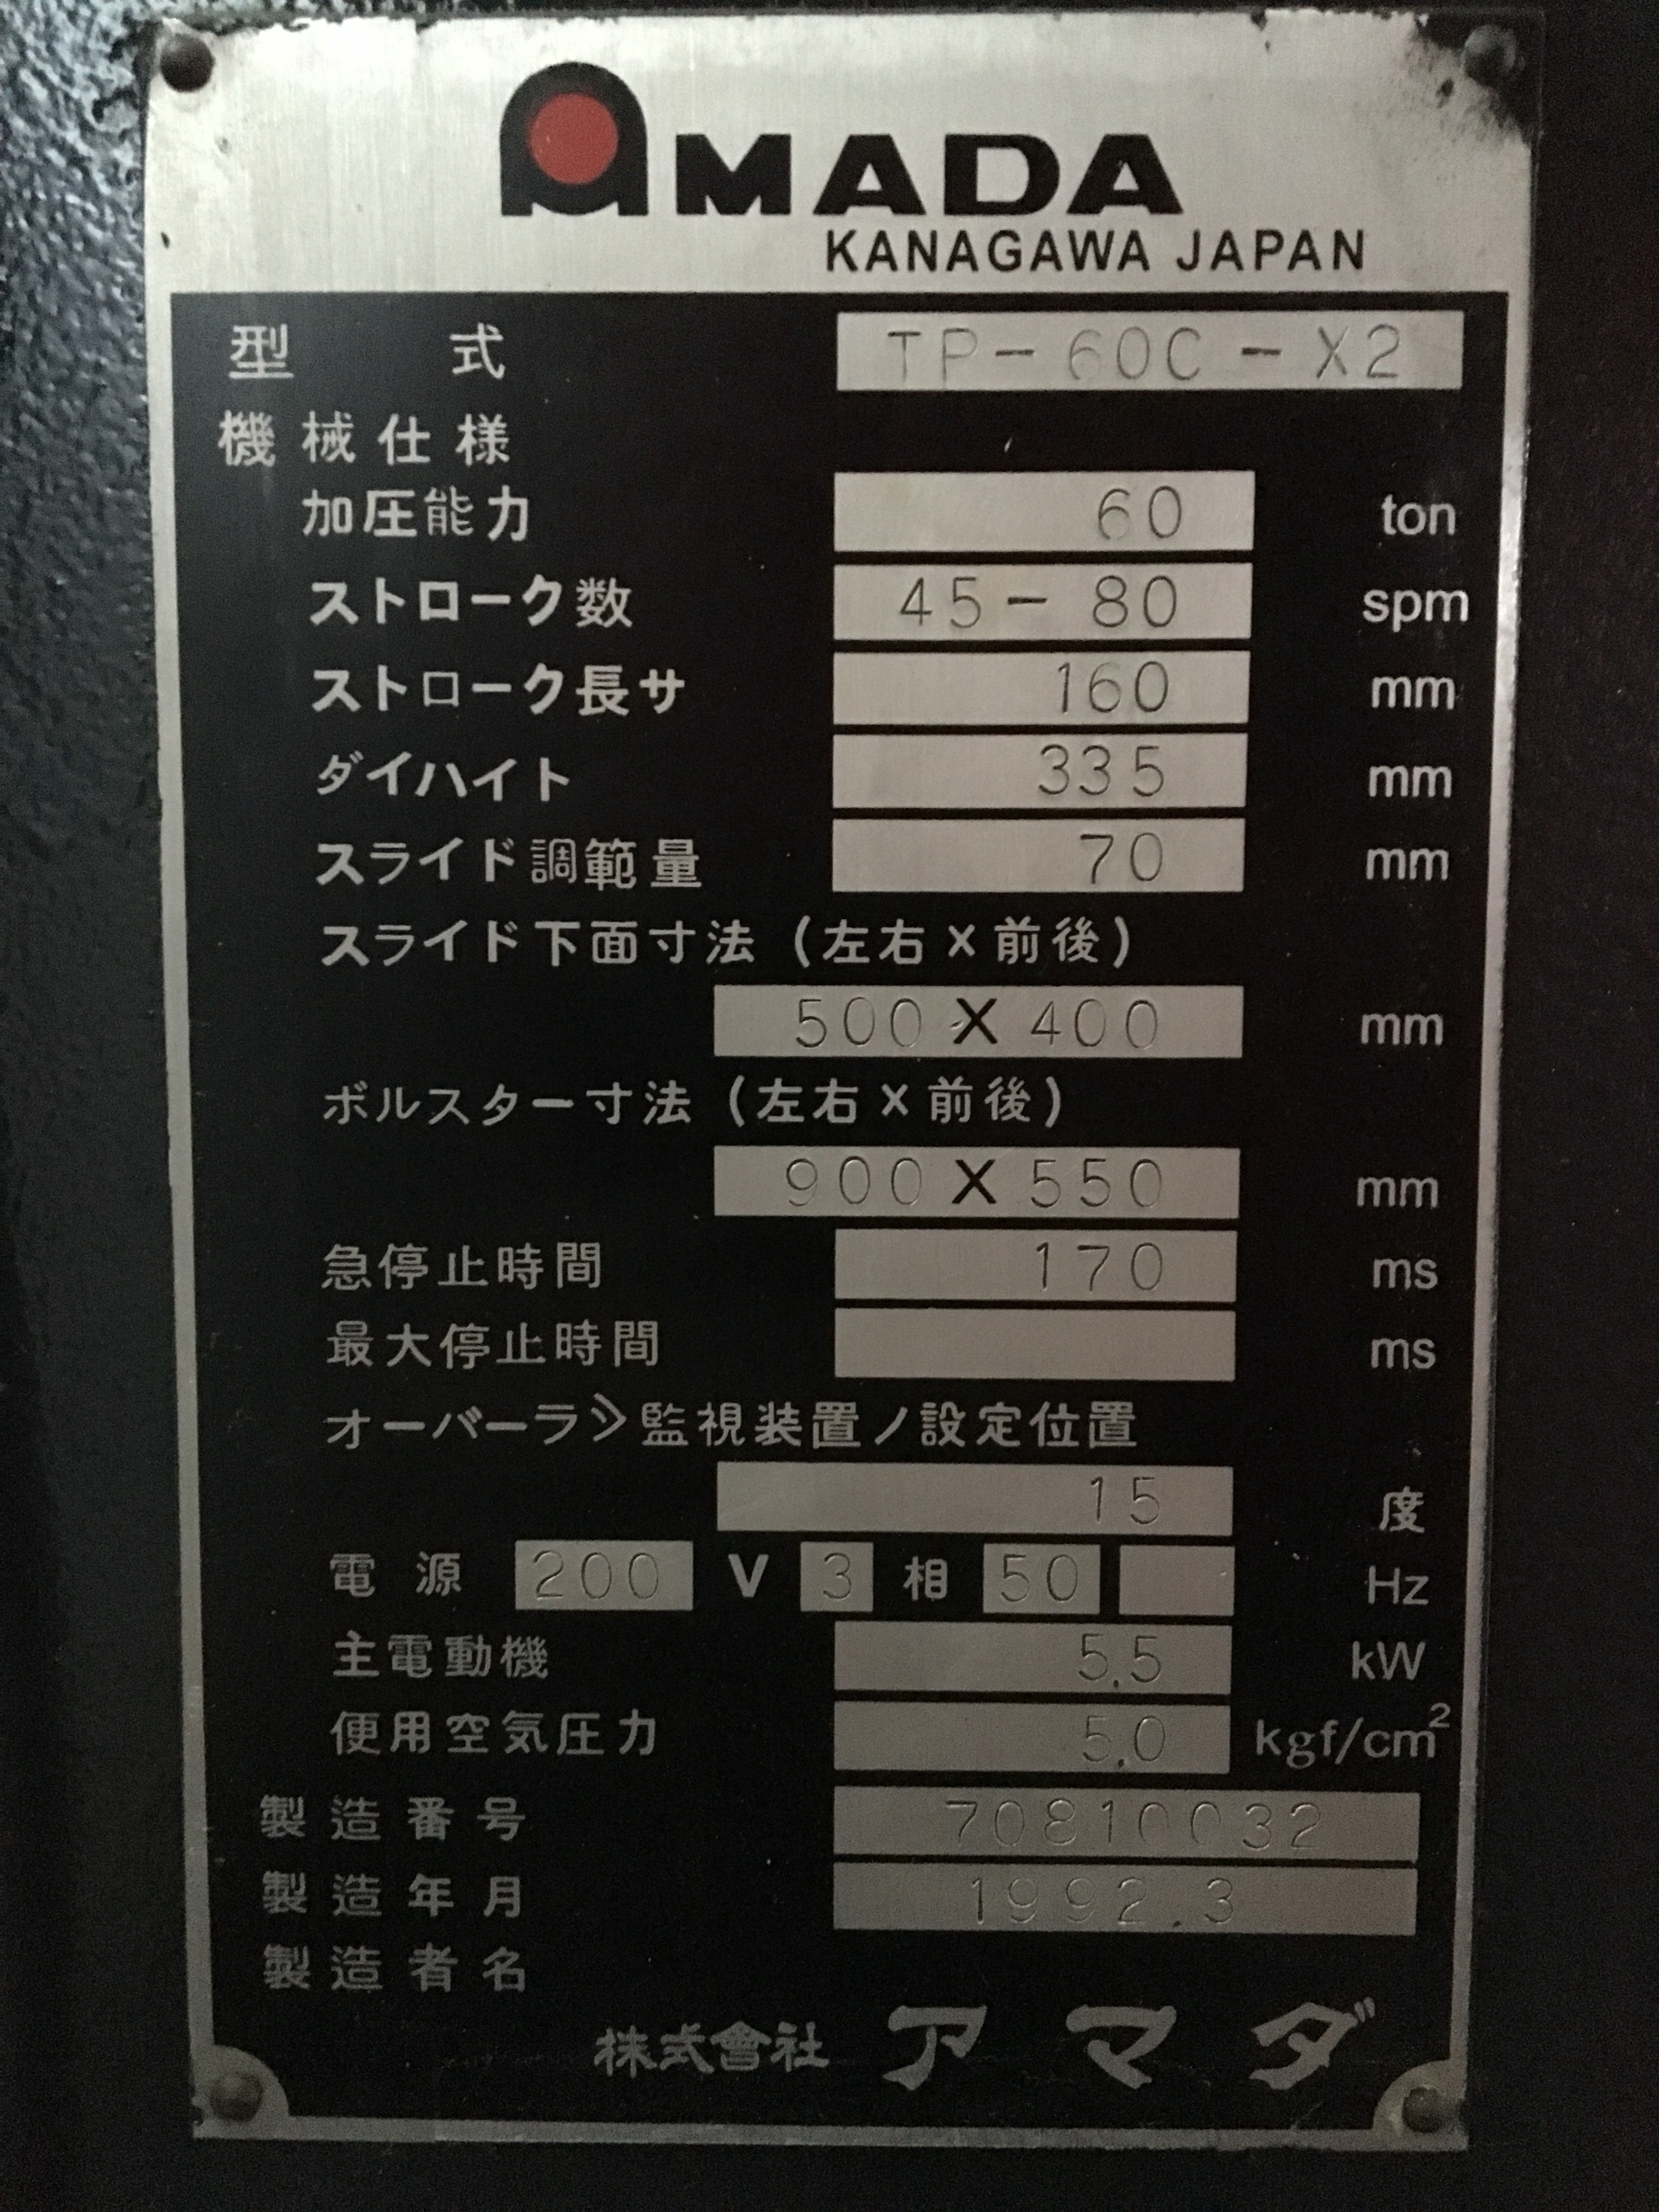 AMADA
KANAGAWA JAPAN
型式 TP-60C-X2
機械仕様
加圧能力 60 ton
ストローク数 45-80 spm
ストローク長サ 160 mm
ダイハイト 335 mm
スライド調範量 70 mm
スライド下面寸法(左右×前後)
500×400 mm
ボルスター寸法(左右×前後)
900×550 mm
急停止時間 170 ms
最大停止時間 ms
オーバーラン監視装置ノ設定位置
15 度
電源 200 V 3 相 50 Hz
主電動機 5.5 kW
使用空気圧力 5.0 kgf/cm²
製造番号 70810032
製造年月 1992.3
製造者名
株式會社 アマダ